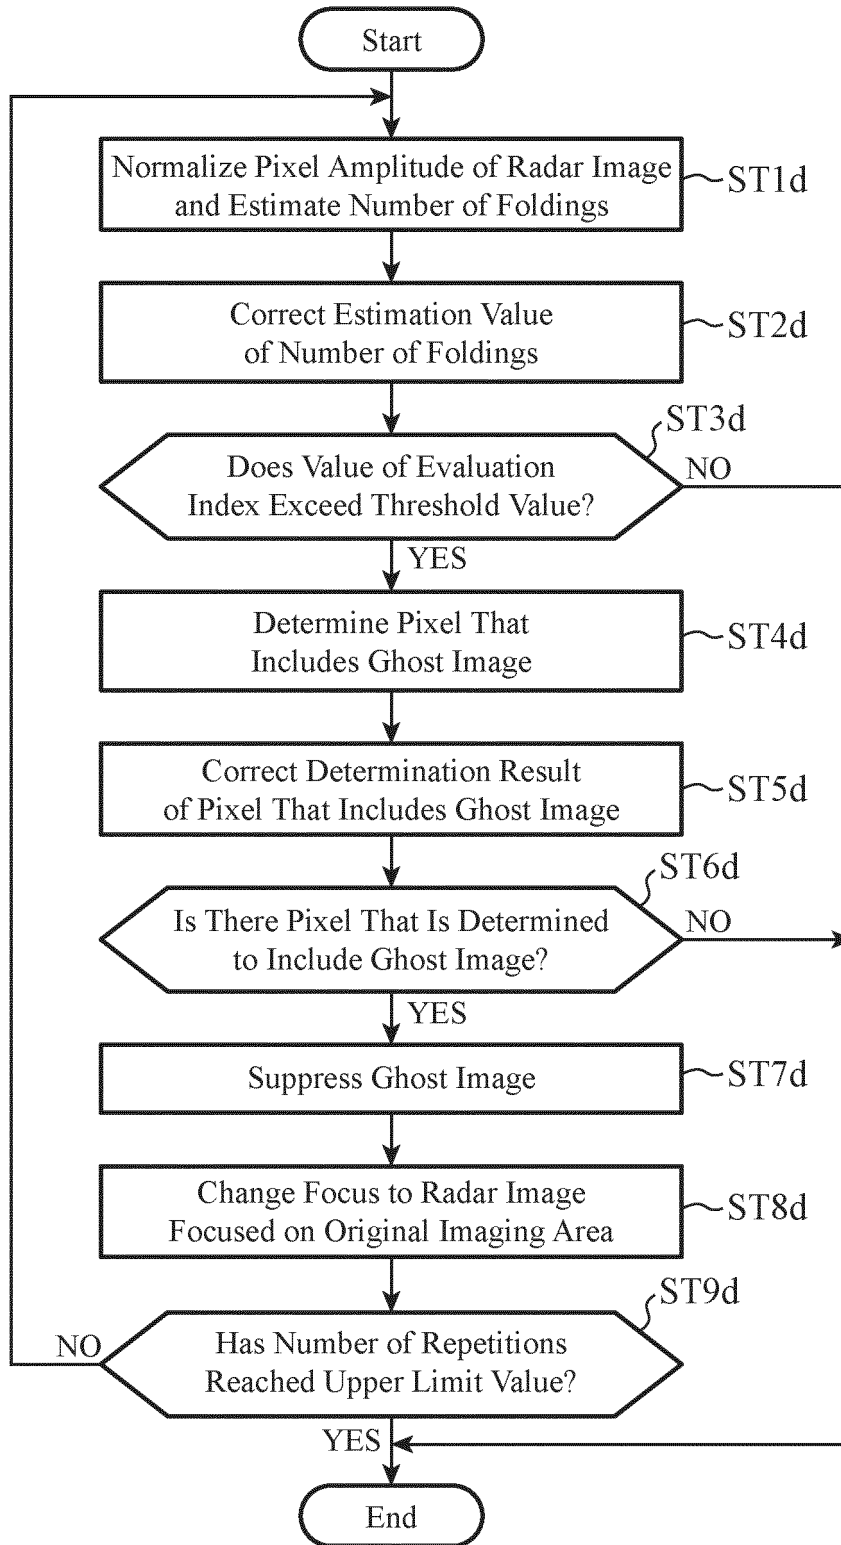 Start
Normalize Pixel Amplitude of Radar Image
and Estimate Number of Foldings
ST1d
Correct Estimation Value
of Number of Foldings
ST2d
ST3d
Does Value of Evaluation
Index Exceed Threshold Value?
NO
YES
Determine Pixel That
Includes Ghost Image
ST4d
Correct Determination Result
of Pixel That Includes Ghost Image
ST5d
ST6d
Is There Pixel That Is Determined
to Include Ghost Image?
NO
YES
Suppress Ghost Image
ST7d
Change Focus to Radar Image
Focused on Original Imaging Area
ST8d
ST9d
NO
Has Number of Repetitions
Reached Upper Limit Value?
YES
End